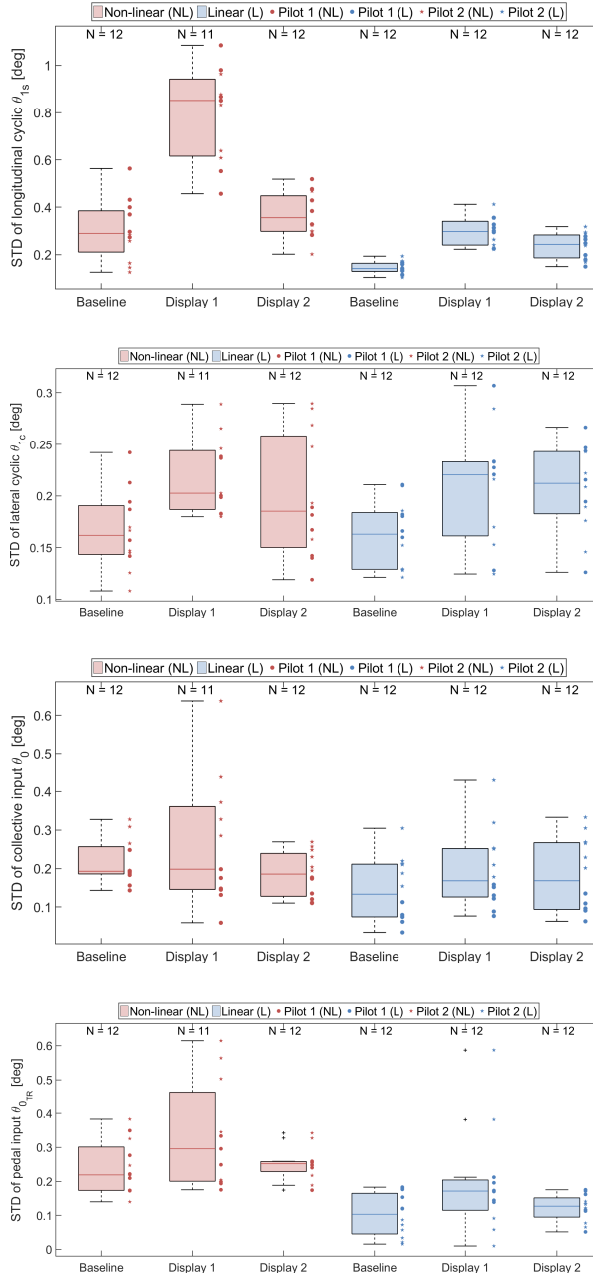 Non-linear (NL) Linear (L) Pilot 1 (NL) Pilot 1 (L) Pilot 2 (NL) Pilot 2 (L)
N = 12 N = 11 N = 12 N = 12 N = 12 N = 12
STD of longitudinal cyclic θ1s [deg]
1
0.8
0.6
0.4
0.2
Baseline Display 1 Display 2 Baseline Display 1 Display 2
Non-linear (NL) Linear (L) Pilot 1 (NL) Pilot 1 (L) Pilot 2 (NL) Pilot 2 (L)
N = 12 N = 11 N = 12 N = 12 N = 12 N = 12
STD of lateral cyclic θ'c [deg]
0.3
0.25
0.2
0.15
0.1
Baseline Display 1 Display 2 Baseline Display 1 Display 2
Non-linear (NL) Linear (L) Pilot 1 (NL) Pilot 1 (L) Pilot 2 (NL) Pilot 2 (L)
N = 12 N = 11 N = 12 N = 12 N = 12 N = 12
STD of collective input θ0 [deg]
0.6
0.5
0.4
0.3
0.2
0.1
Baseline Display 1 Display 2 Baseline Display 1 Display 2
Non-linear (NL) Linear (L) Pilot 1 (NL) Pilot 1 (L) Pilot 2 (NL) Pilot 2 (L)
N = 12 N = 11 N = 12 N = 12 N = 12 N = 12
STD of pedal input θ0TR [deg]
0.6
0.5
0.4
0.3
0.2
0.1
0
Baseline Display 1 Display 2 Baseline Display 1 Display 2